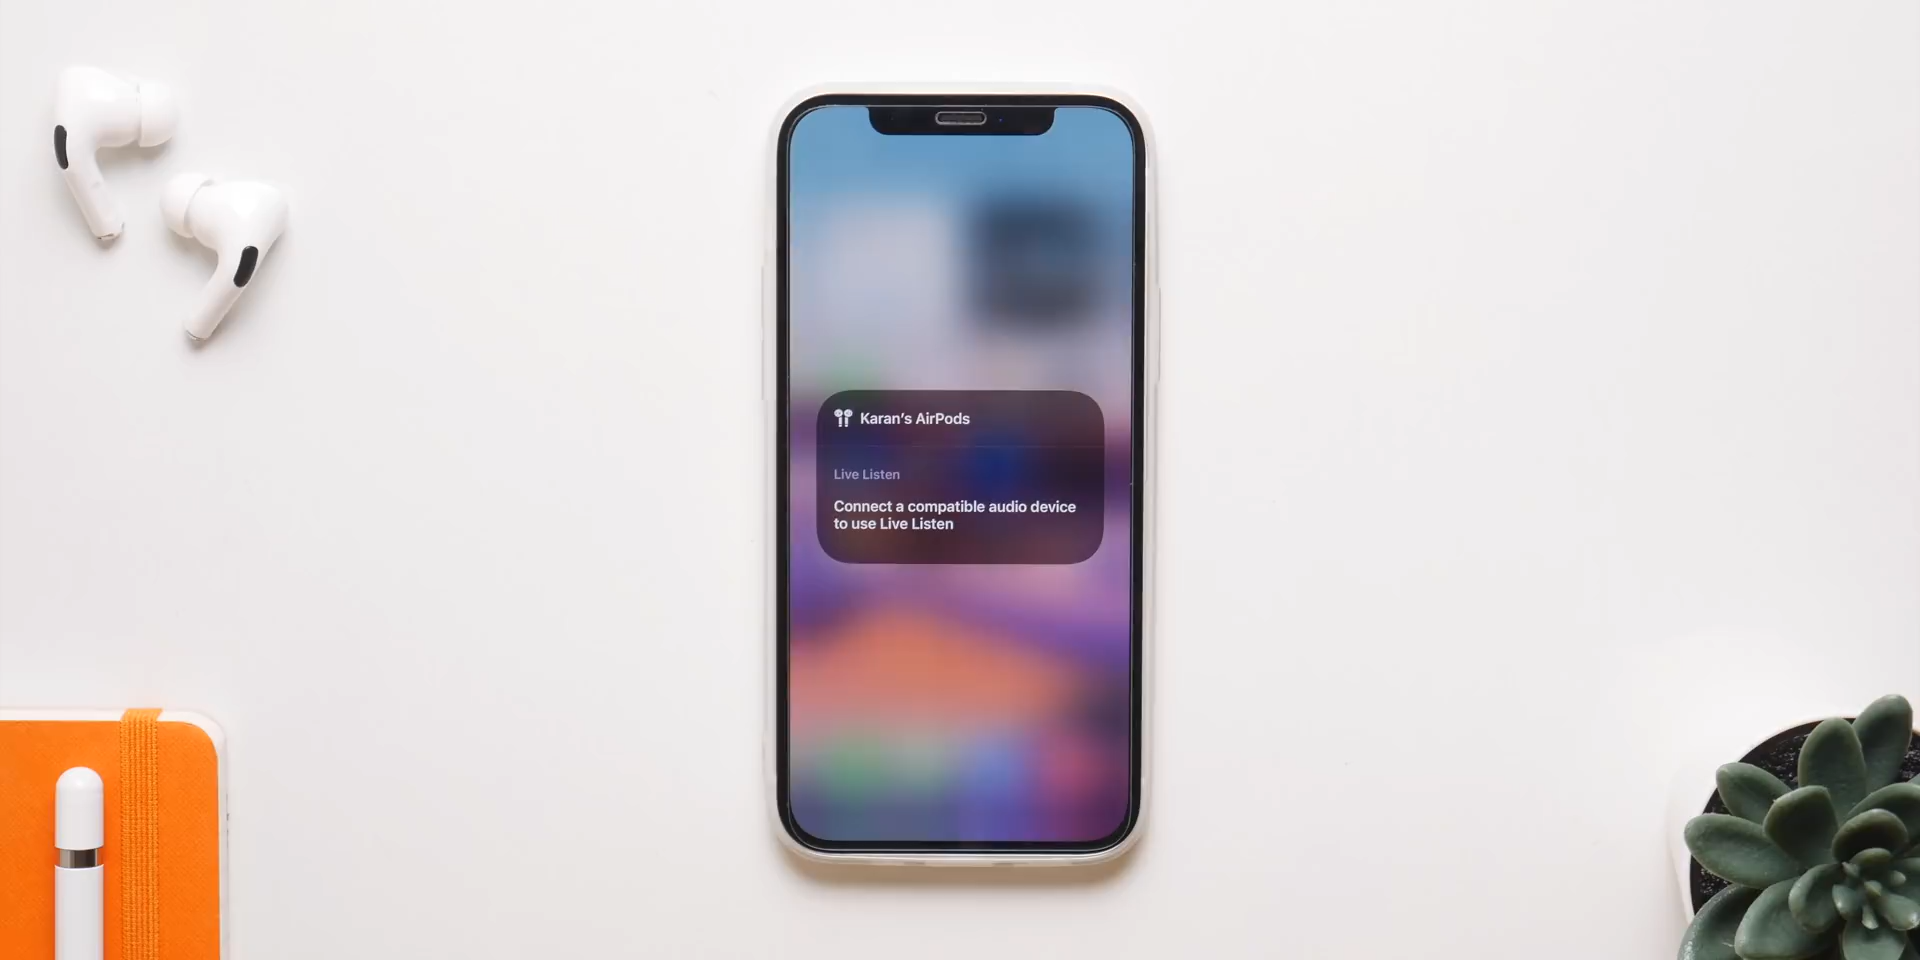 Karan’s AirPods
Live Listen
Connect a compatible audio device
to use Live Listen